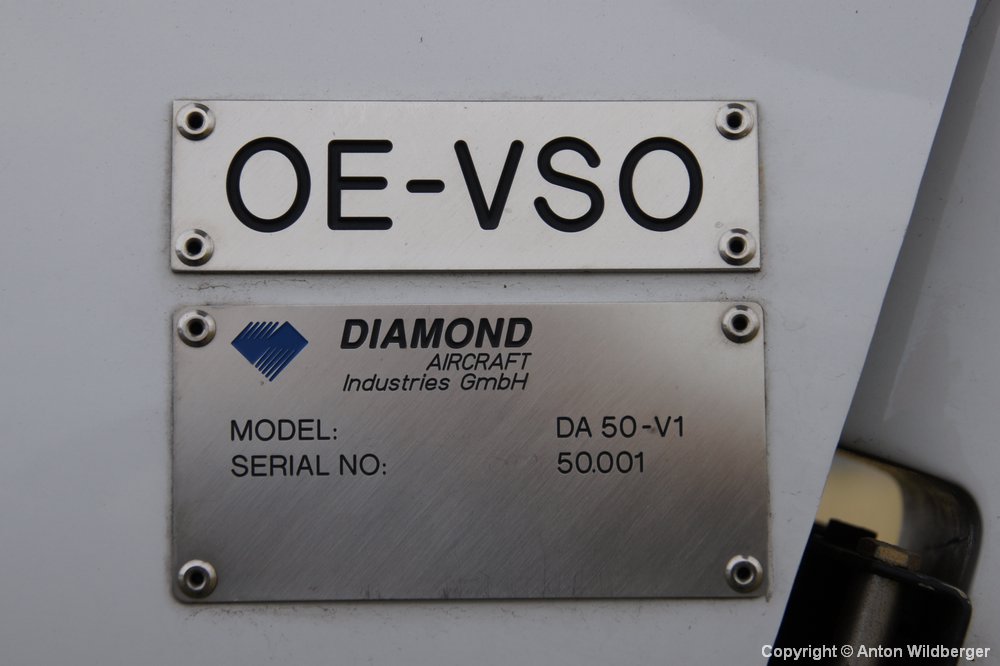 OE-VSO
DIAMOND
AIRCRAFT
Industries GmbH
MODEL: DA 50-V1
SERIAL NO: 50.001
Copyright © Anton Wildberger